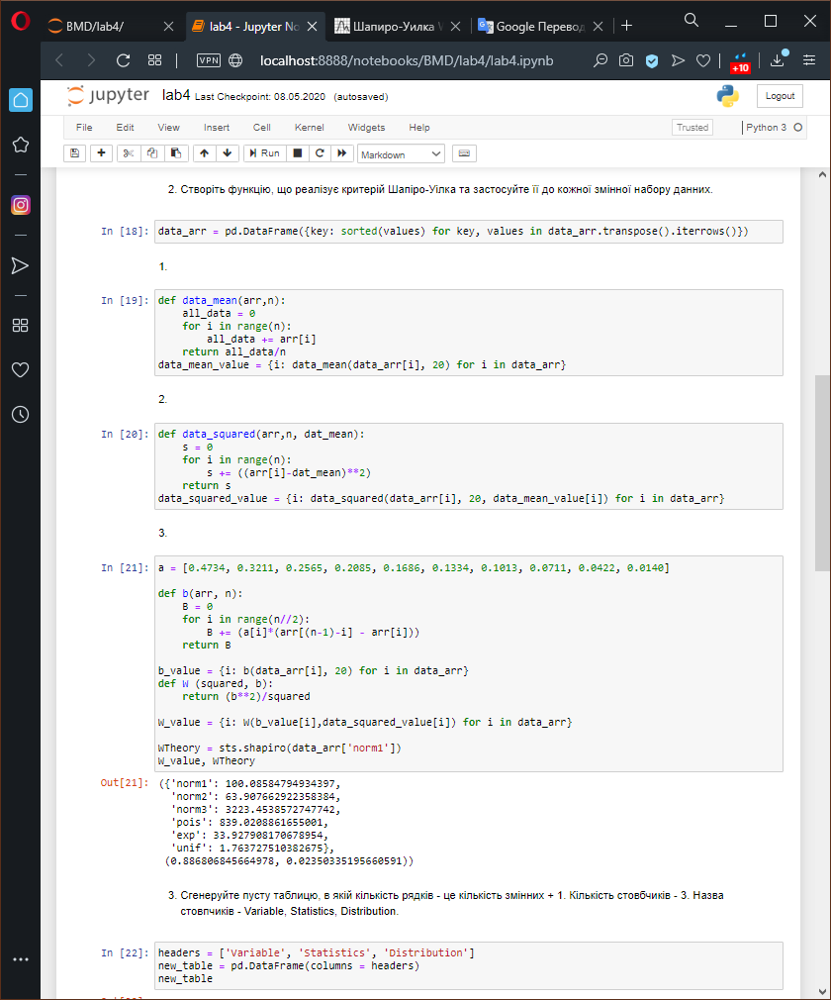 BMD/lab4/
lab4 - Jupyter No
Шапиро-Уилка
Google Перевод
VPN
localhost:8888/notebooks/BMD/lab4/lab4.ipynb
+10
jupyter lab4 Last Checkpoint: 08.05.2020 (autosaved)
Logout
File Edit View Insert Cell Kernel Widgets Help
Trusted
Python 3
Run
Markdown
2. Створіть функцію, що реалізує критерій Шапіро-Уілка та застосуйте її до кожної змінної набору данних.
In [18]: data_arr = pd.DataFrame({key: sorted(values) for key, values in data_arr.transpose().iterrows()})
1.
In [19]: def data_mean(arr,n):
    all_data = 0
    for i in range(n):
        all_data += arr[i]
    return all_data/n
data_mean_value = {i: data_mean(data_arr[i], 20) for i in data_arr}
2.
In [20]: def data_squared(arr,n, dat_mean):
    s = 0
    for i in range(n):
        s += ((arr[i]-dat_mean)**2)
    return s
data_squared_value = {i: data_squared(data_arr[i], 20, data_mean_value[i]) for i in data_arr}
3.
In [21]: a = [0.4734, 0.3211, 0.2565, 0.2085, 0.1686, 0.1334, 0.1013, 0.0711, 0.0422, 0.0140]
def b(arr, n):
    B = 0
    for i in range(n//2):
        B += (a[i]*(arr[(n-1)-i] - arr[i]))
    return B
b_value = {i: b(data_arr[i], 20) for i in data_arr}
def W (squared, b):
    return (b**2)/squared
W_value = {i: W(b_value[i],data_squared_value[i]) for i in data_arr}
WTheory = sts.shapiro(data_arr['norm1'])
W_value, WTheory
Out[21]: ({'norm1': 100.08584794934397,
  'norm2': 63.907662922358384,
  'norm3': 3223.4538572747742,
  'pois': 839.0208861655001,
  'exp': 33.927908170678954,
  'unif': 1.763727510382675},
 (0.886806845664978, 0.02350335195660591))
3. Сгенеруйте пусту таблицю, в якій кількість рядків - це кількість змінних + 1. Кількість стовбчиків - 3. Назва
стовпчиків - Variable, Statistics, Distribution.
In [22]: headers = ['Variable', 'Statistics', 'Distribution']
new_table = pd.DataFrame(columns = headers)
new_table